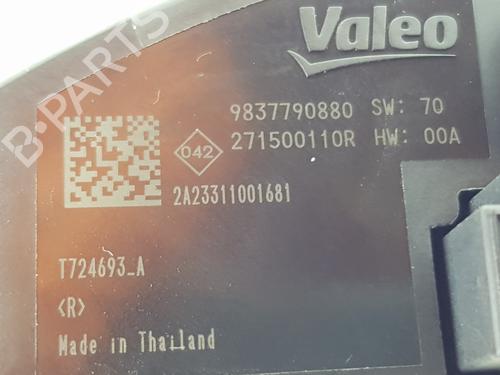 Valeo
9837790880 SW: 70
042 271500110R HW: 00A
2A23311001681
T724693_A
<R>
Made in Thailand
B-PARTS